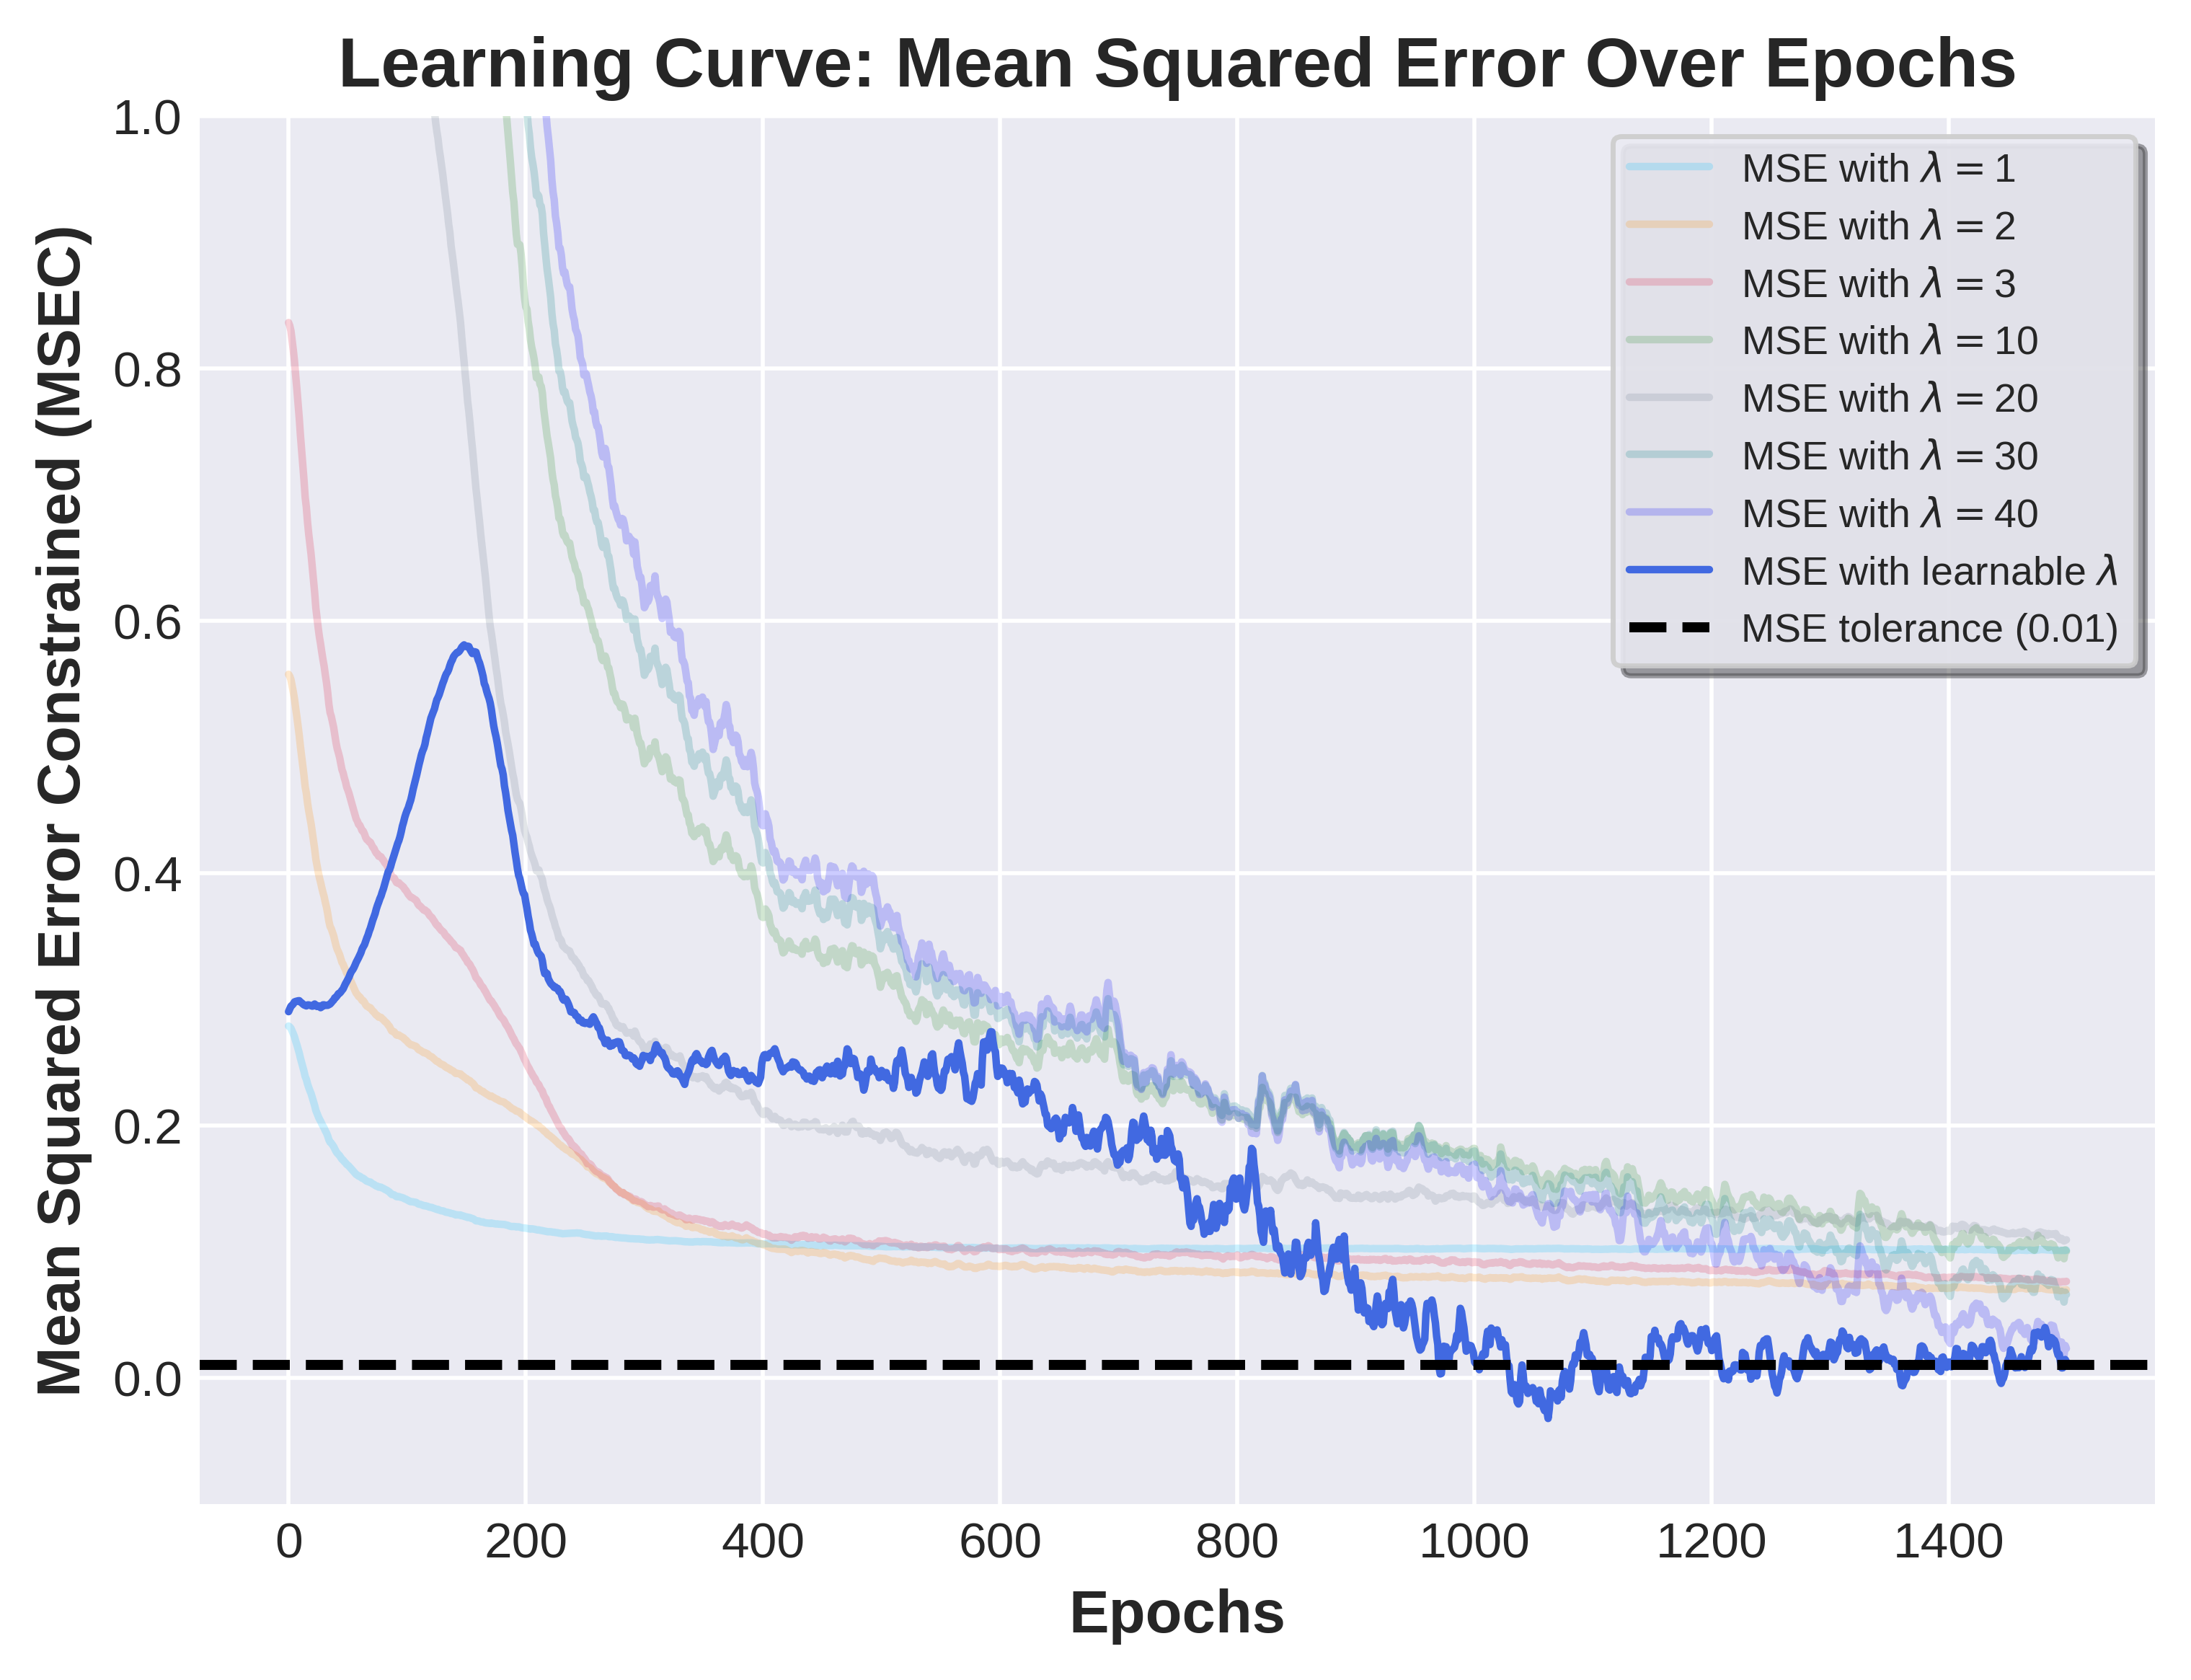 Learning Curve: Mean Squared Error Over Epochs
Mean Squared Error Constrained (MSEC)
1.0
0.8
0.6
0.4
0.2
0.0
MSE with λ = 1
MSE with λ = 2
MSE with λ = 3
MSE with λ = 10
MSE with λ = 20
MSE with λ = 30
MSE with λ = 40
MSE with learnable λ
MSE tolerance (0.01)
0 200 400 600 800 1000 1200 1400
Epochs